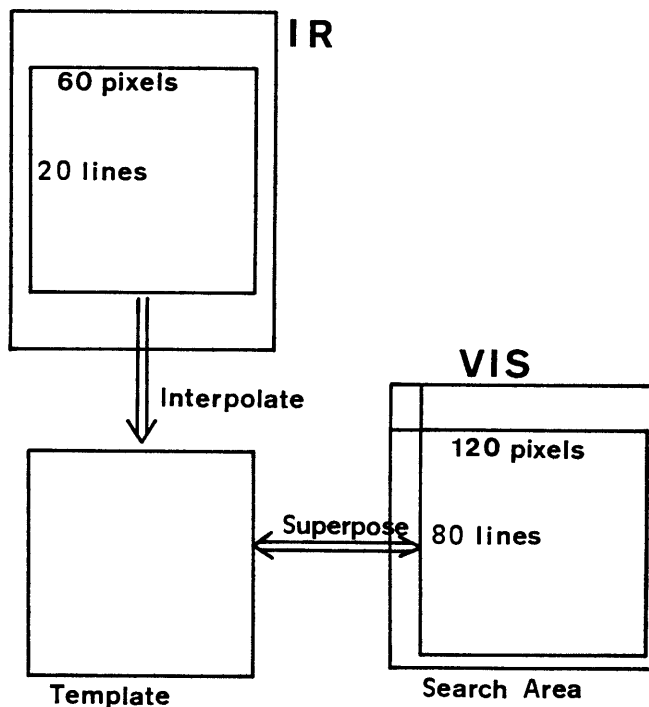 IR
60 pixels
20 lines
Interpolate
VIS
120 pixels
Superpose
80 lines
Template
Search Area